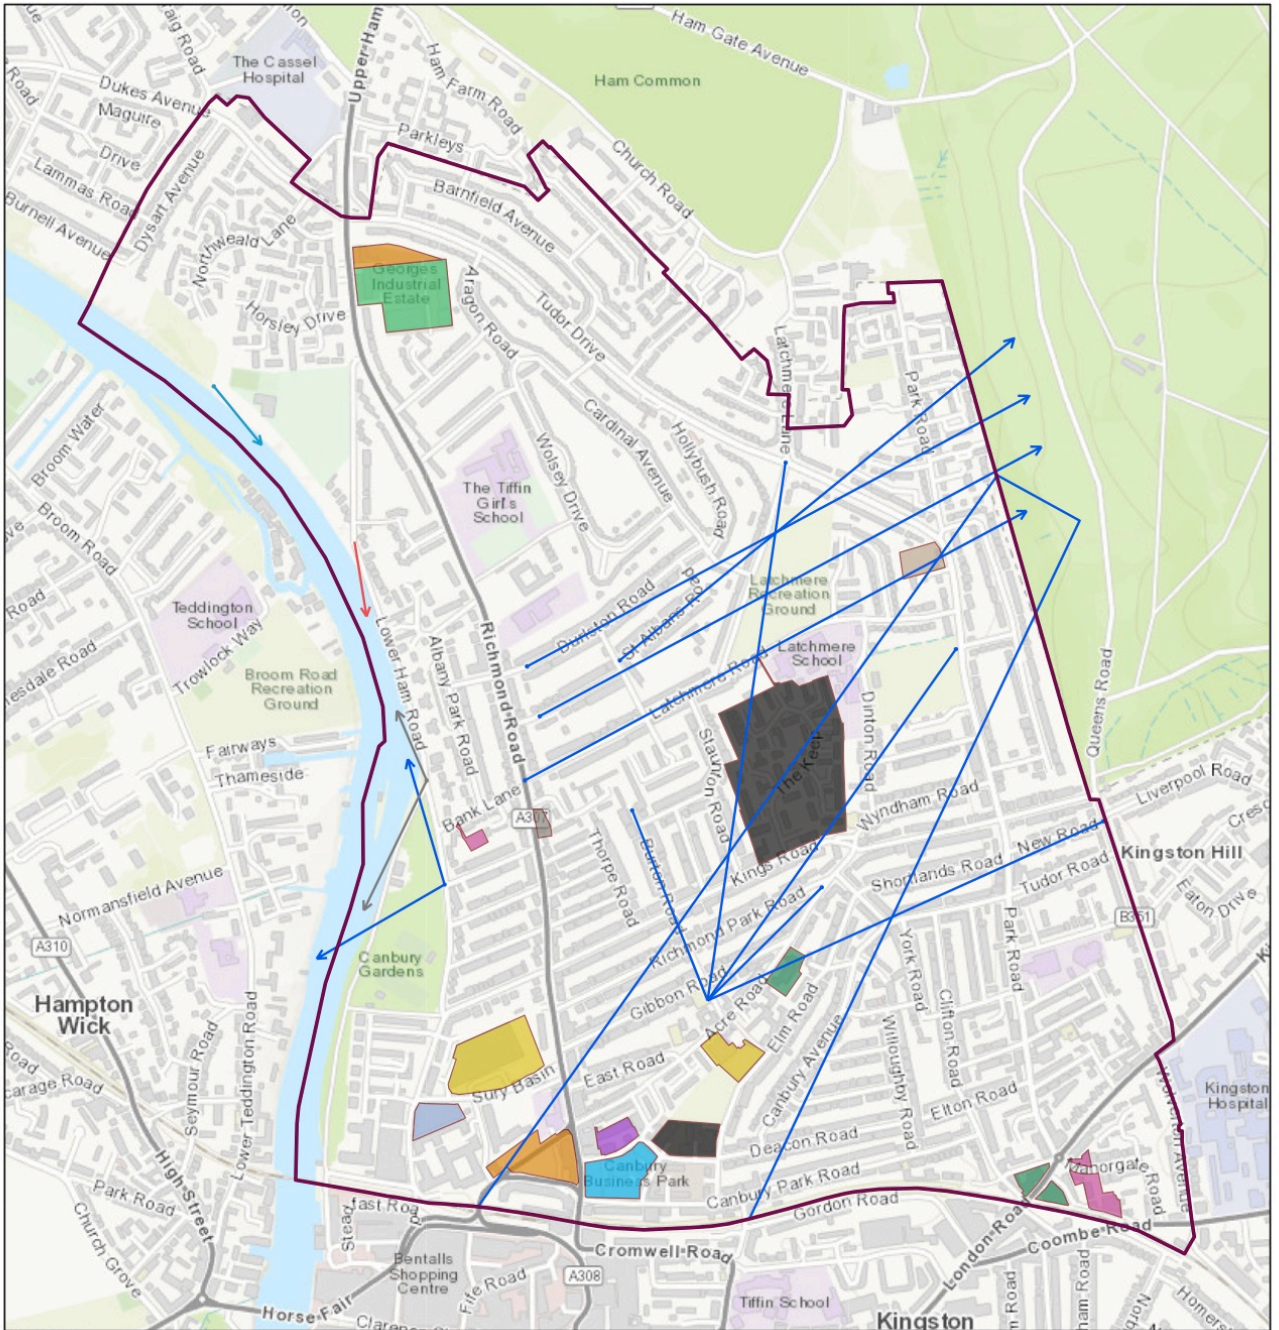 Ham Gate Avenue
Upper Ham
The Cassel
Hospital
Road
Dukes Avenue
Maguire
Drive
Lammas Road
Burnell Avenue
Dysart Avenue
Northweald Lane
Horsley Drive
Ham Farm Road
Parkleys
Barnfield Avenue
Church Road
Ham Common
Georges
Industrial
Estate
Aragon Road
Tudor Drive
Latchmere Lane
Park Road
Cardinal Avenue
Hollybush Road
Wolsey Drive
The Tiffin
Girl's
School
Broom Water
Broom Road
Road
Teddington
School
Trowlock Way
Broom Road
Recreation
Ground
Fairways
Thameside
Lower Ham Road
Albany Park Road
Richmond Road
Durlston Road
St Albans Ro
Latchmere
Recreation
Ground
Latchmere
School
Latchmere Road
Queens Road
Dinton Road
The Keep
Staunton Road
Bank Lane
A307
Thorpe Road
Burton Road
Kings Road
Wyndham Road
Shortlands Road
New Road
Tudor Road
Liverpool Road
Kingston Hill
Eaton Drive
B351
Normansfield Avenue
A310
Canbury
Gardens
Richmond Park Road
Gibbon Road
Acre Road
Elm Road
York Road
Park Road
Clifton Road
Willoughby Road
Canbury Avenue
Elton Road
Deacon Road
East Road
Sury Basin
Hampton
Wick
Seymour Road
Lower Teddington Road
High Street
Park Road
Church Grove
Kingston
Hospital
Wolverton Avenue
Manorgate
Road
Canbury
Business Park
Canbury Park Road
Gordon Road
London Road
Coombe Road
Cromwell Road
A308
Bentalls
Shopping
Centre
Fife Road
Horse Fair
Tiffin School
Kingston